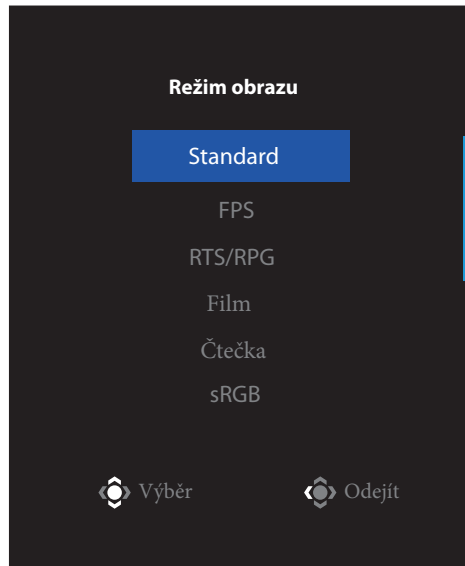 Režim obrazu
Standard
FPS
RTS/RPG
Film
Čtečka
sRGB
Výběr Odejít